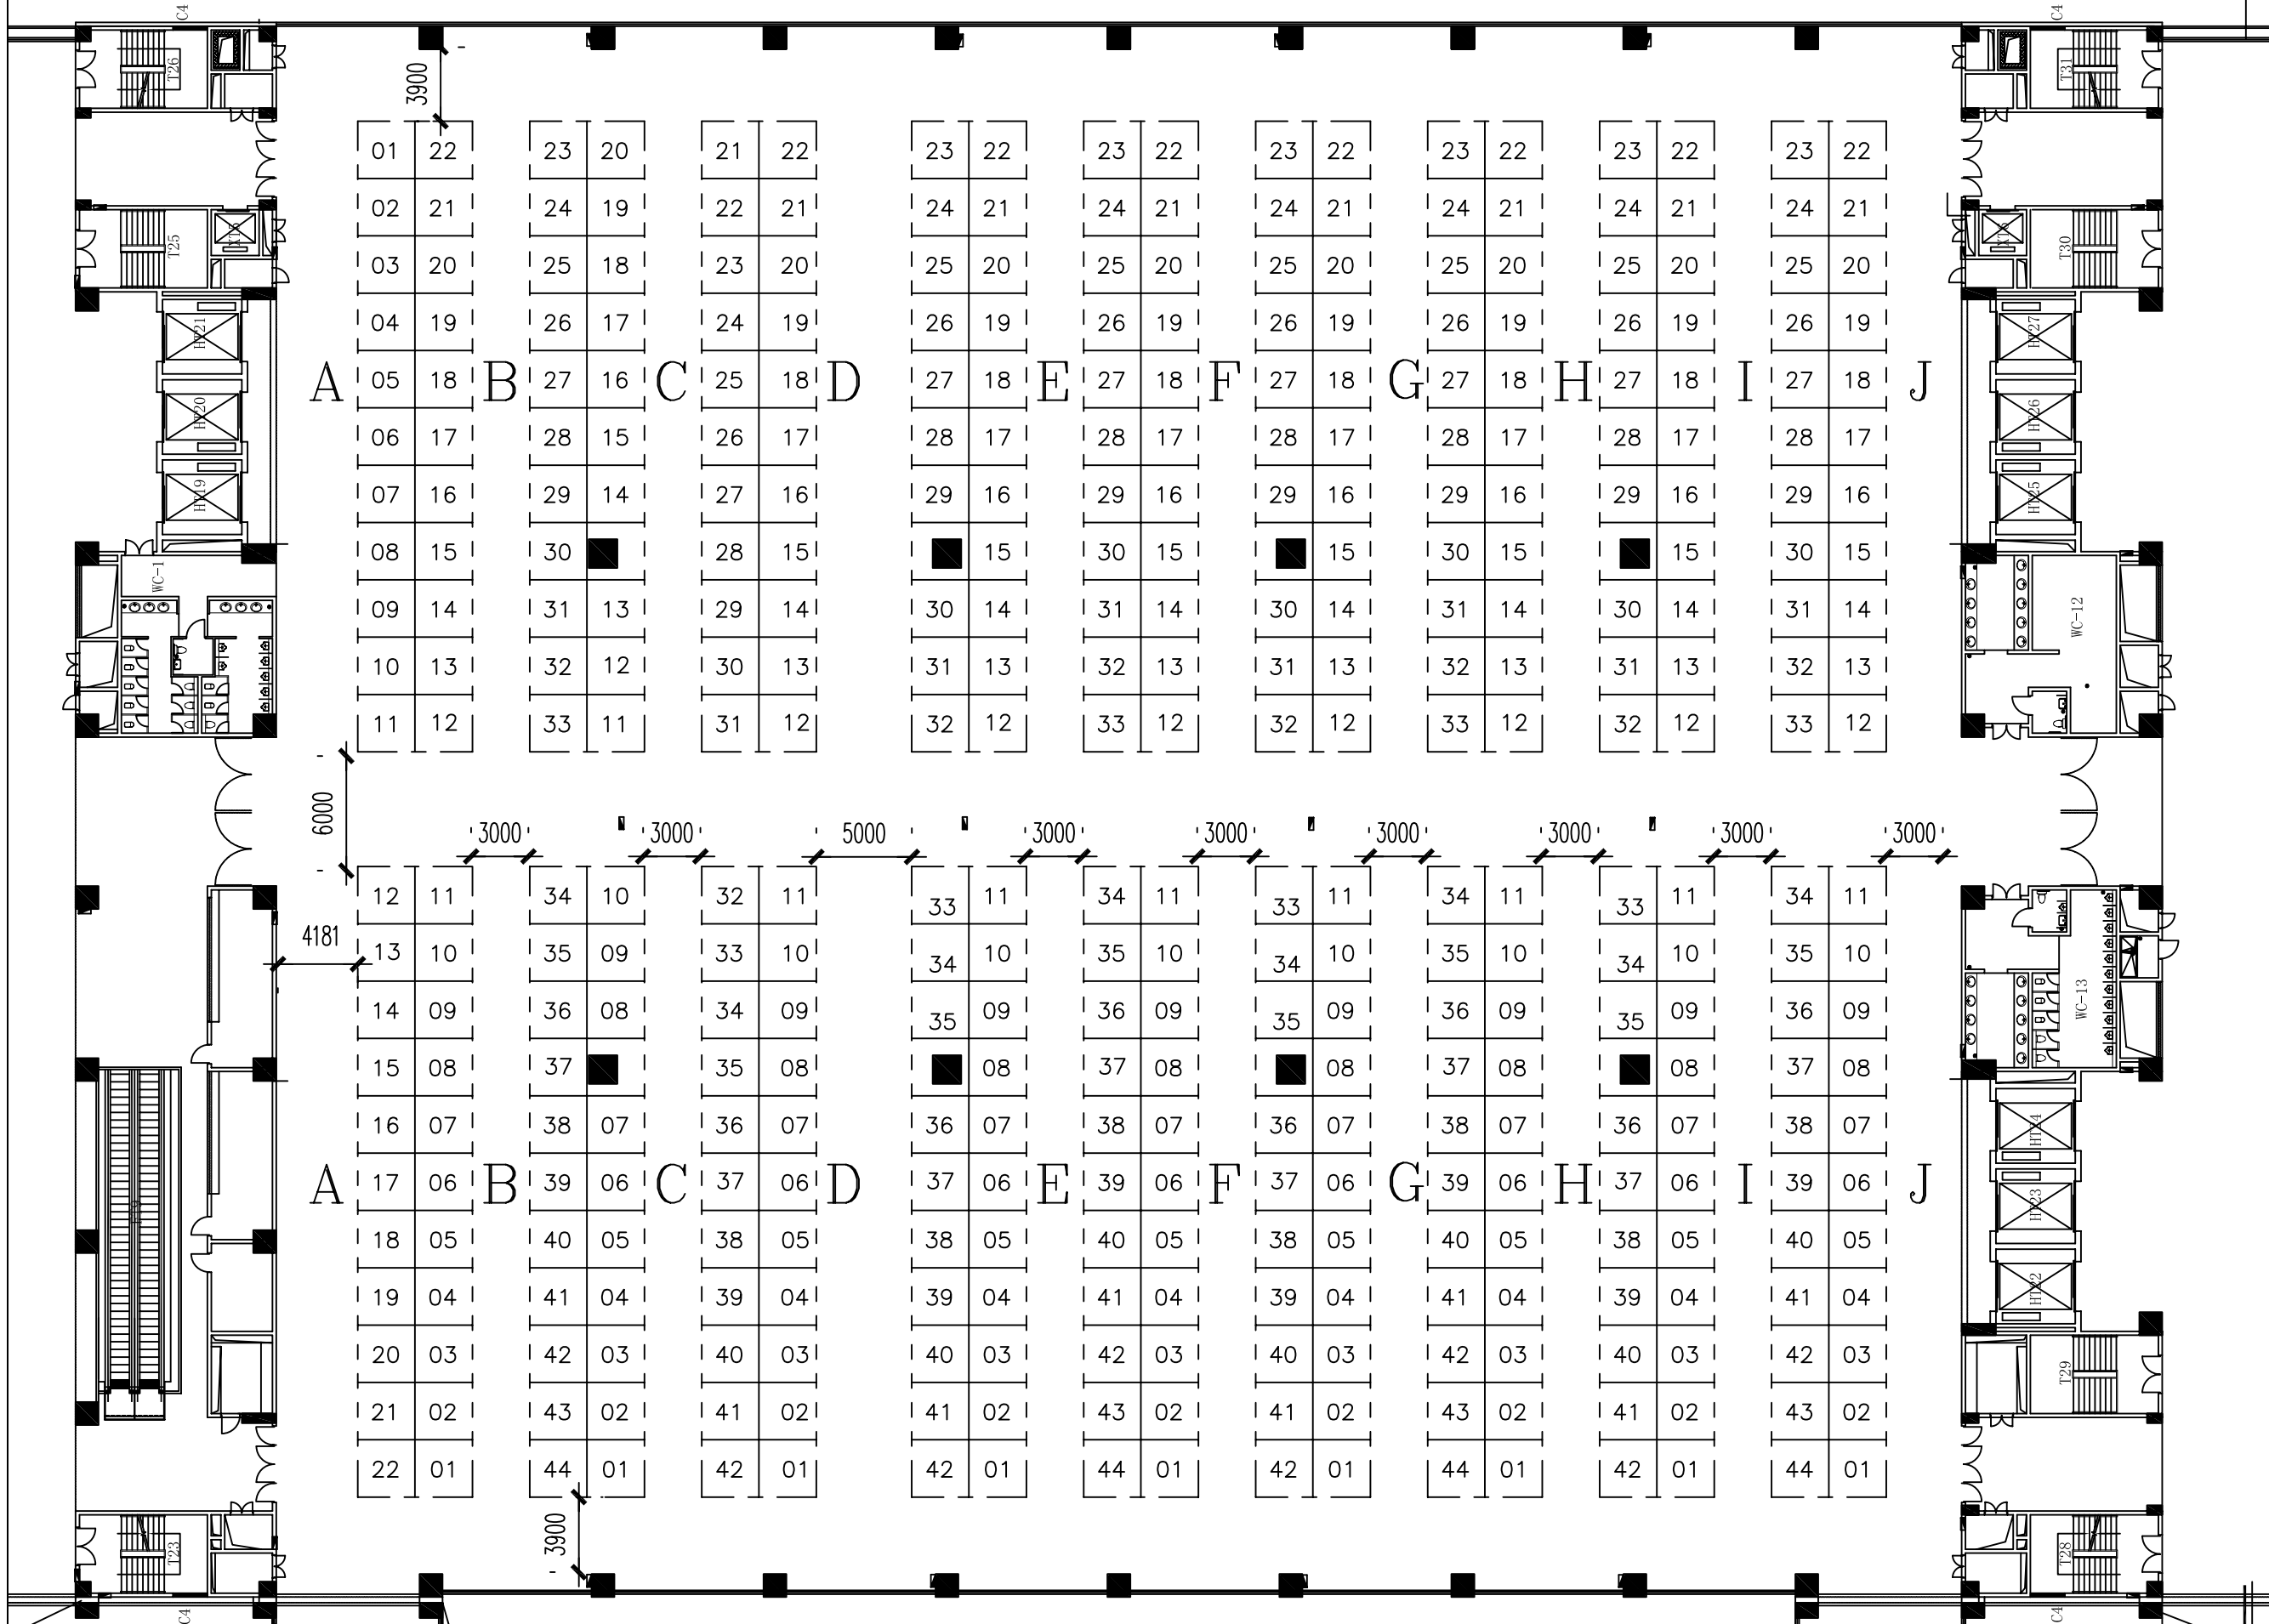 C4 C4
T26 T31
3900
01 22 23 20 21 22 23 22 23 22 23 22 23 22 23 22 23 22
02 21 24 19 22 21 24 21 24 21 24 21 24 21 24 21 24 21
T25 XT5 XT6 T30
03 20 25 18 23 20 25 20 25 20 25 20 25 20 25 20 25 20
HT21 04 19 26 17 24 19 26 19 26 19 26 19 26 19 26 19 26 19 HT27
A 05 18 B 27 16 C 25 18 D 27 18 E 27 18 F 27 18 G 27 18 H 27 18 I 27 18 J
HT20 HT26
06 17 28 15 26 17 28 17 28 17 28 17 28 17 28 17 28 17
HT19 07 16 29 14 27 16 29 16 29 16 29 16 29 16 29 16 29 16 HT25
08 15 30 28 15 15 30 15 15 30 15 15 30 15
WC-1
09 14 31 13 29 14 30 14 31 14 30 14 31 14 30 14 31 14 WC-12
10 13 32 12 30 13 31 13 32 13 31 13 32 13 31 13 32 13
11 12 33 11 31 12 32 12 33 12 32 12 33 12 32 12 33 12
6000
3000 3000 5000 3000 3000 3000 3000 3000 3000
12 11 34 10 32 11 33 11 34 11 33 11 34 11 33 11 34 11
4181
13 10 35 09 33 10 34 10 35 10 34 10 35 10 34 10 35 10
14 09 36 08 34 09 35 09 36 09 35 09 36 09 35 09 36 09 WC-13
15 08 37 35 08 08 37 08 08 37 08 08 37 08
16 07 38 07 36 07 36 07 38 07 36 07 38 07 36 07 38 07 HT24
A 17 06 B 39 06 C 37 06 D 37 06 E 39 06 F 37 06 G 39 06 H 37 06 I 39 06 J
HT23
18 05 40 05 38 05 38 05 40 05 38 05 40 05 38 05 40 05
19 04 41 04 39 04 39 04 41 04 39 04 41 04 39 04 41 04 HT22
20 03 42 03 40 03 40 03 42 03 40 03 42 03 40 03 42 03 T29
21 02 43 02 41 02 41 02 43 02 41 02 43 02 41 02 43 02
22 01 44 01 42 01 42 01 44 01 42 01 44 01 42 01 44 01
3900
T23 T28
C4 C4